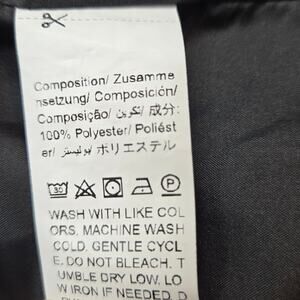 Composition/ Zusamme
nsetzung/ Composición/
Composição/ تكوين/ 成分:
100% Polyester/ Poliést
er/ بوليستر/ ポリエステル
WASH WITH LIKE COL
ORS. MACHINE WASH
COLD. GENTLE CYCL
E. DO NOT BLEACH. T
UMBLE DRY LOW. LO
W IRON IF NEEDED. D